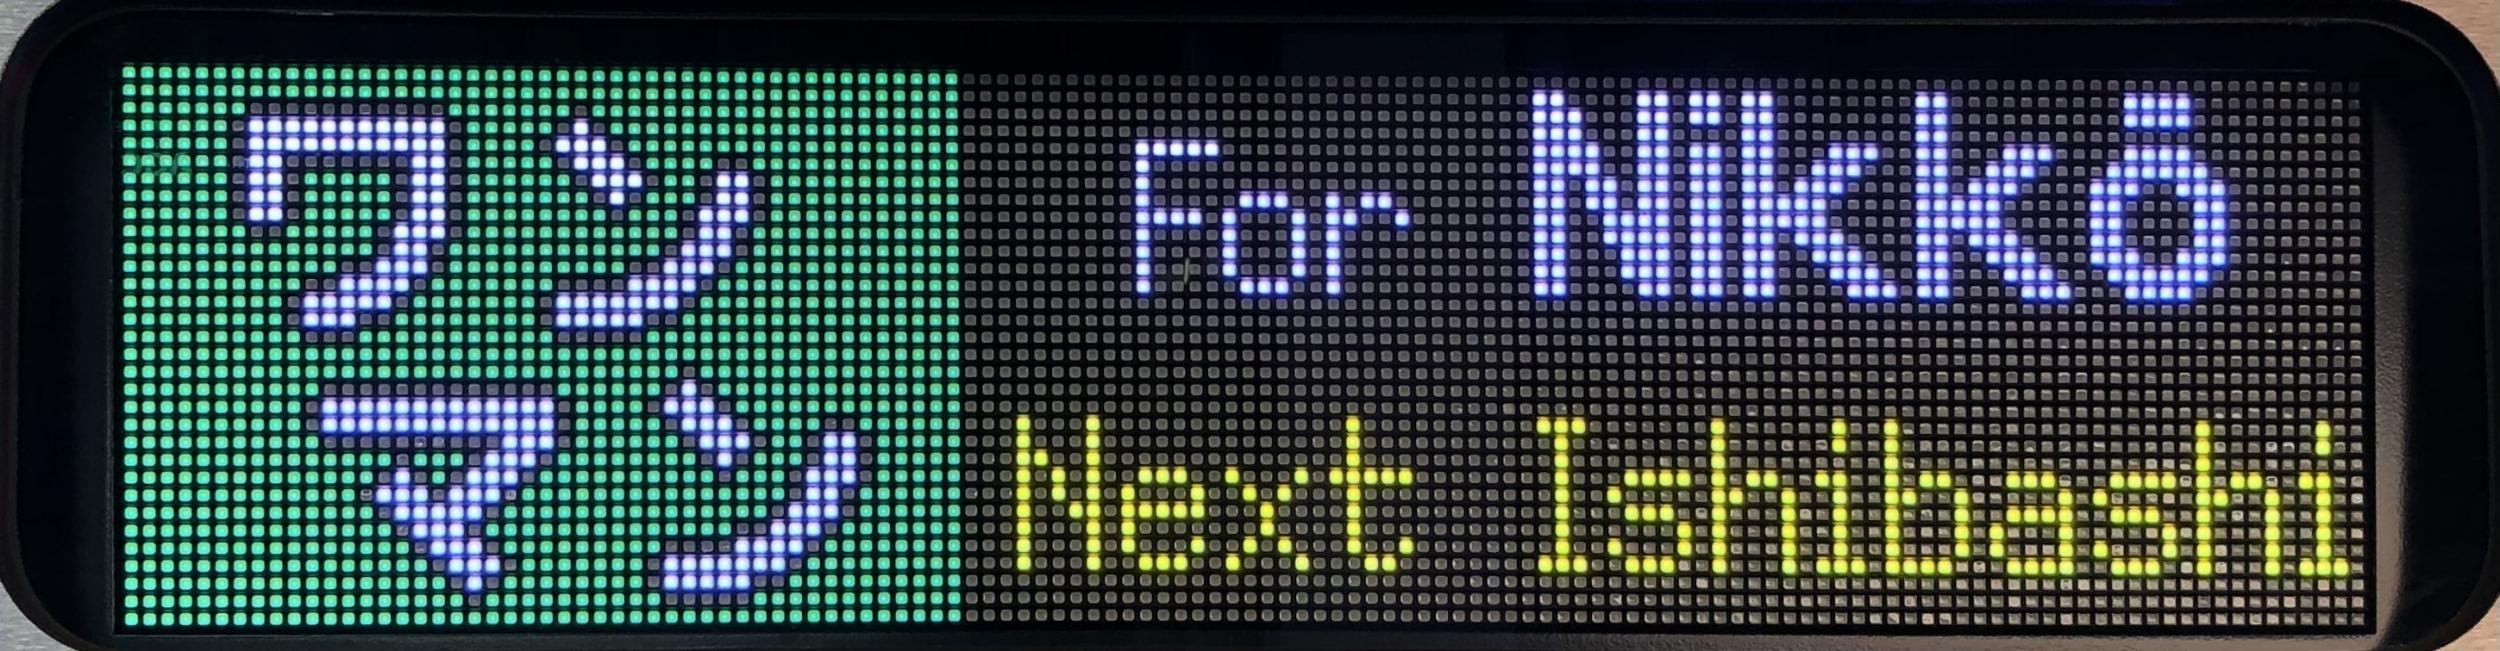 ワン
マン
For Nikkō
Next Ishibashi